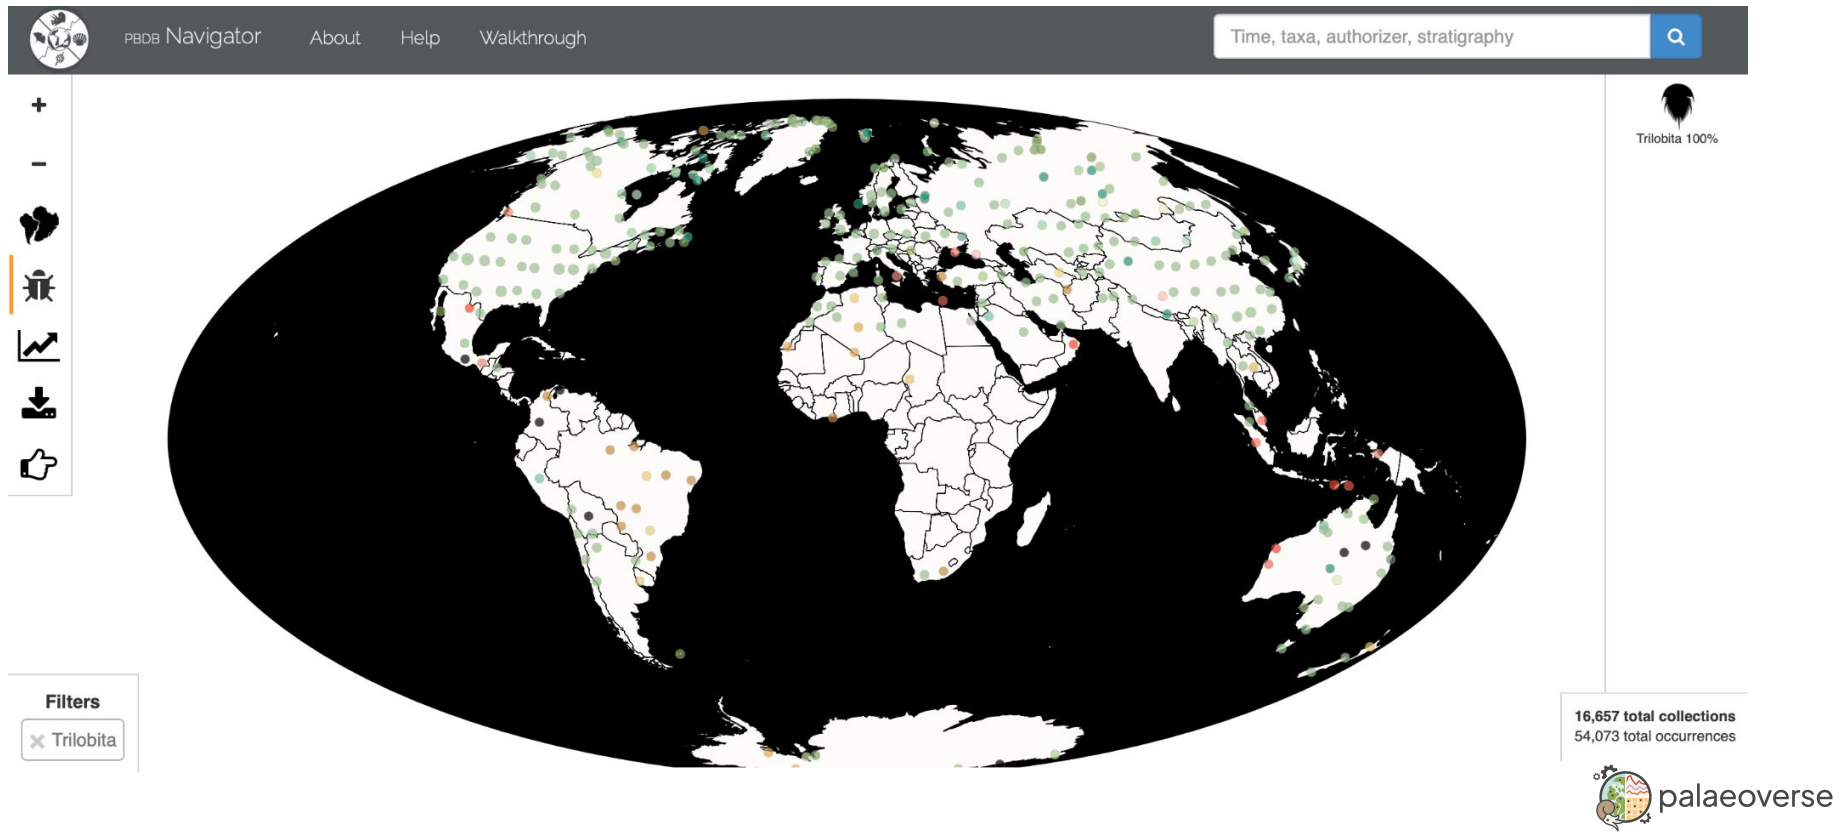 PBDB Navigator
About
Help
Walkthrough
Time, taxa, authorizer, stratigraphy
Trilobita 100%
Filters
Trilobita
16,657 total collections
54,073 total occurrences
palaeoverse